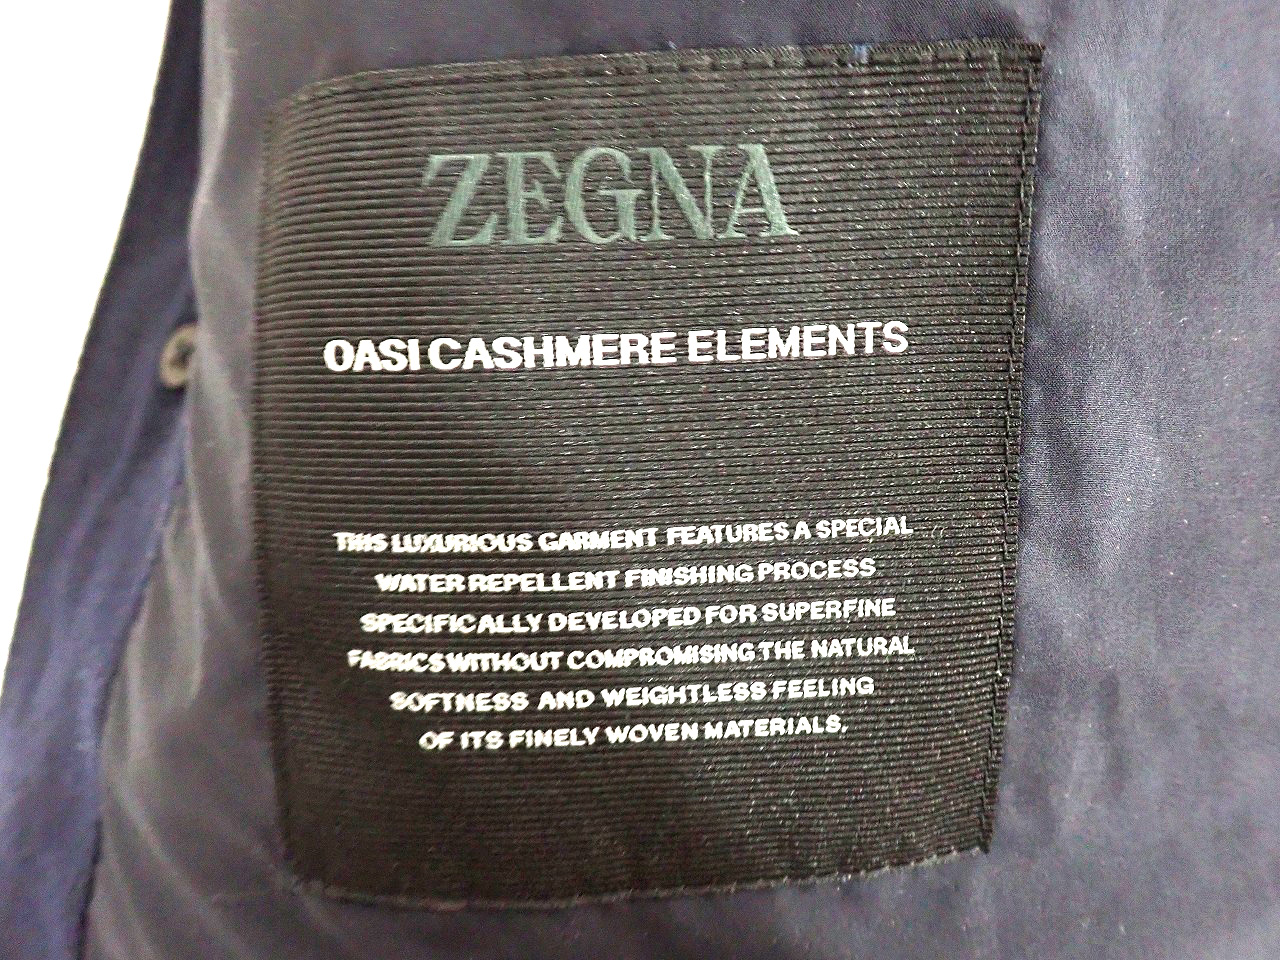 ZEGNA
OASI CASHMERE ELEMENTS
THIS LUXURIOUS GARMENT FEATURES A SPECIAL
WATER REPELLENT FINISHING PROCESS
SPECIFICALLY DEVELOPED FOR SUPERFINE
FABRICS WITHOUT COMPROMISING THE NATURAL
SOFTNESS AND WEIGHTLESS FEELING
OF ITS FINELY WOVEN MATERIALS.